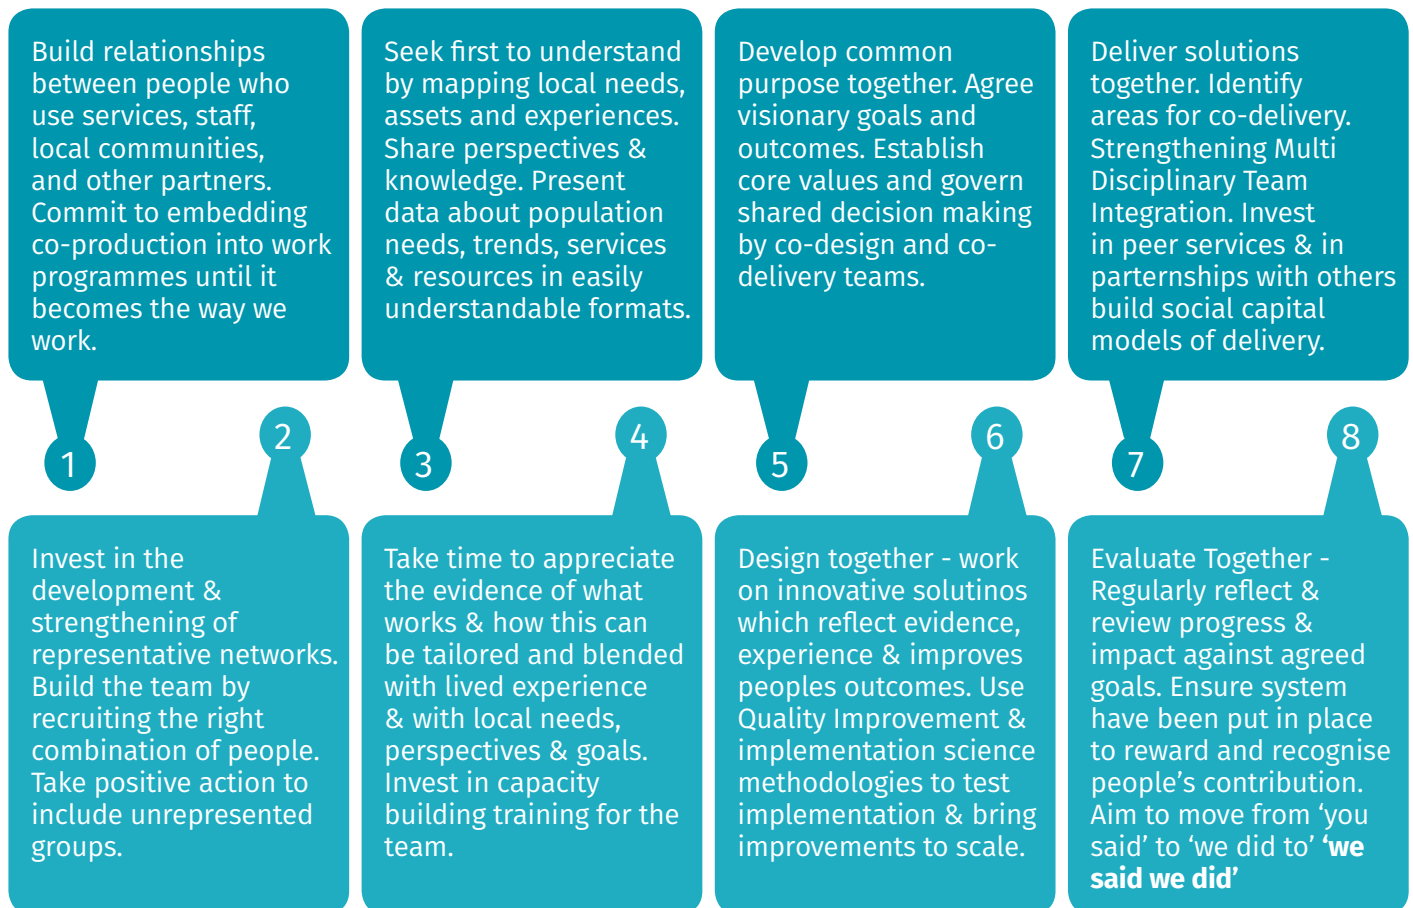 Build relationships
between people who
use services, staff,
local communities,
and other partners.
Commit to embedding
co-production into work
programmes until it
becomes the way we
work.
1
2
Invest in the
development &
strengthening of
representative networks.
Build the team by
recruiting the right
combination of people.
Take positive action to
include unrepresented
groups.
Seek first to understand
by mapping local needs,
assets and experiences.
Share perspectives &
knowledge. Present
data about population
needs, trends, services
& resources in easily
understandable formats.
3
4
Take time to appreciate
the evidence of what
works & how this can
be tailored and blended
with lived experience
& with local needs,
perspectives & goals.
Invest in capacity
building training for the
team.
Develop common
purpose together. Agree
visionary goals and
outcomes. Establish
core values and govern
shared decision making
by co-design and co-
delivery teams.
5
6
Design together - work
on innovative solutinos
which reflect evidence,
experience & improves
peoples outcomes. Use
Quality Improvement &
implementation science
methodologies to test
implementation & bring
improvements to scale.
Deliver solutions
together. Identify
areas for co-delivery.
Strengthening Multi
Disciplinary Team
Integration. Invest
in peer services & in
parternships with others
build social capital
models of delivery.
7
8
Evaluate Together -
Regularly reflect &
review progress &
impact against agreed
goals. Ensure system
have been put in place
to reward and recognise
people’s contribution.
Aim to move from ‘you
said’ to ‘we did to’ ‘we
said we did’